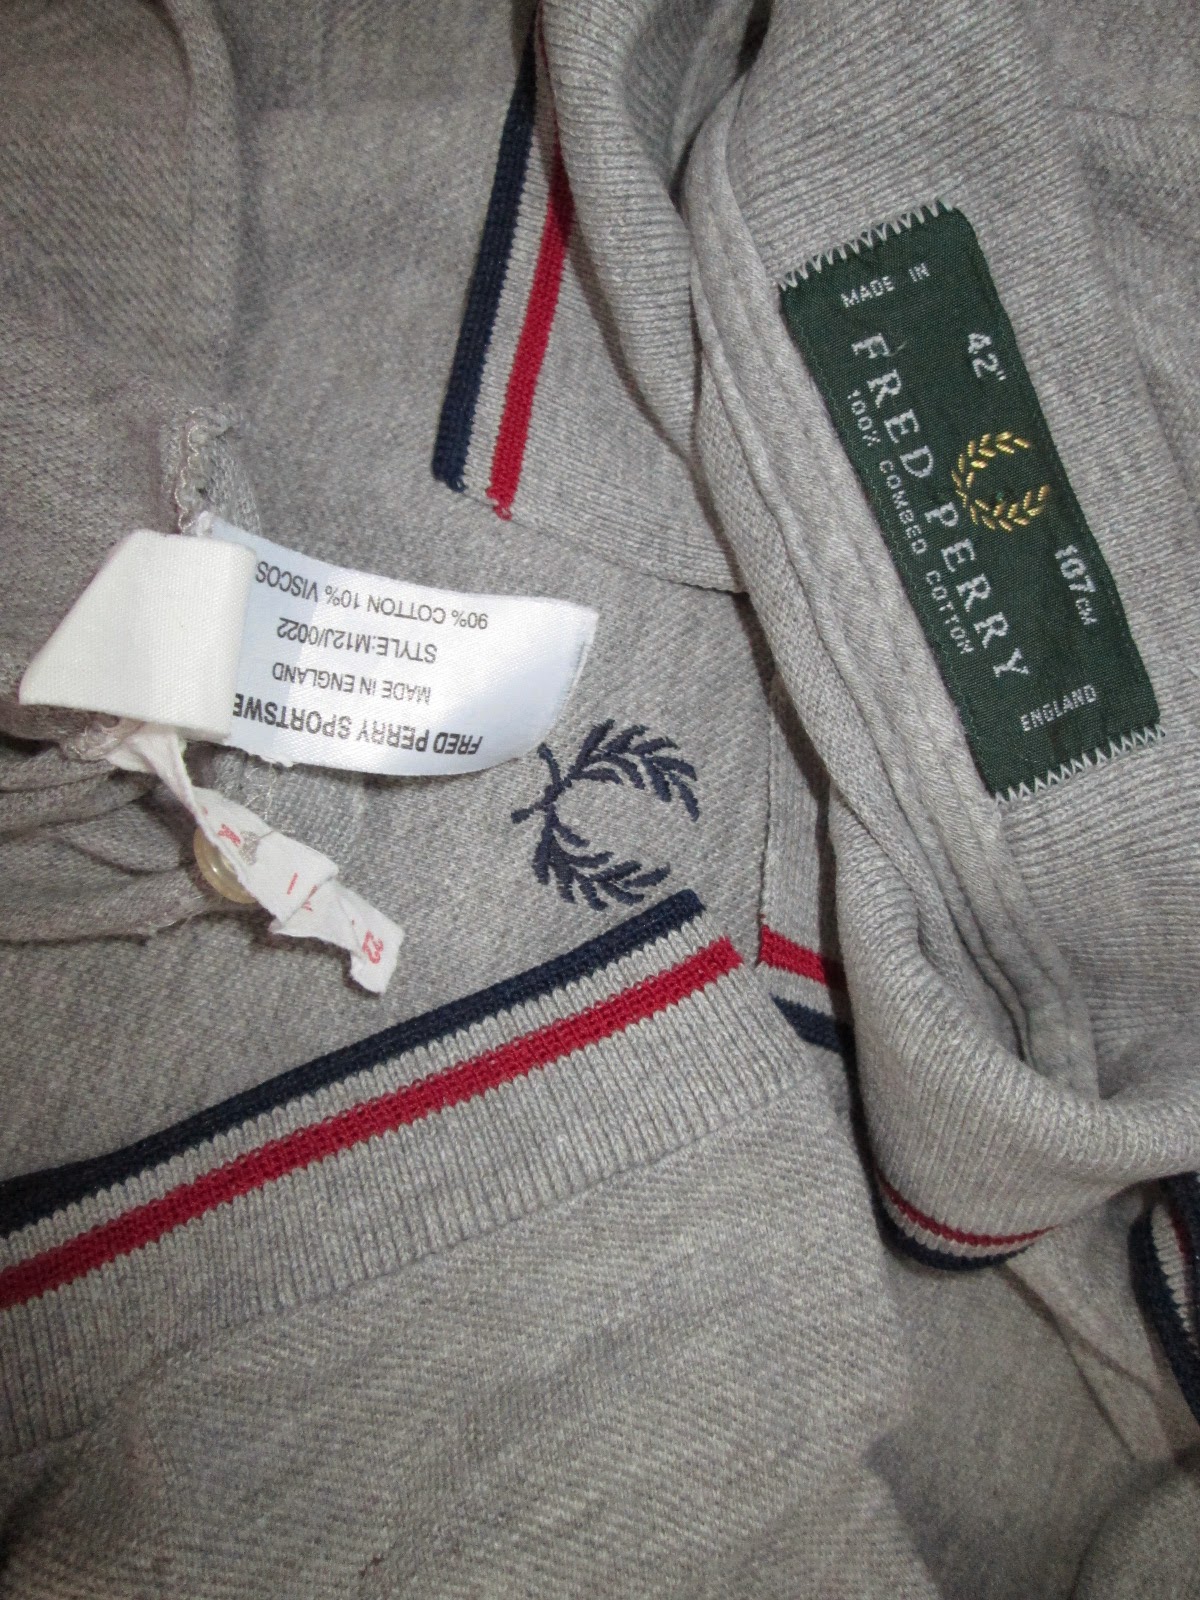 MADE IN ENGLAND
42" 107 CM
FRED PERRY
100% COMBED COTTON
FRED PERRY SPORTSWE
MADE IN ENGLAND
STYLE:M12J/0022
90% COTTON 10% VISCOS
22